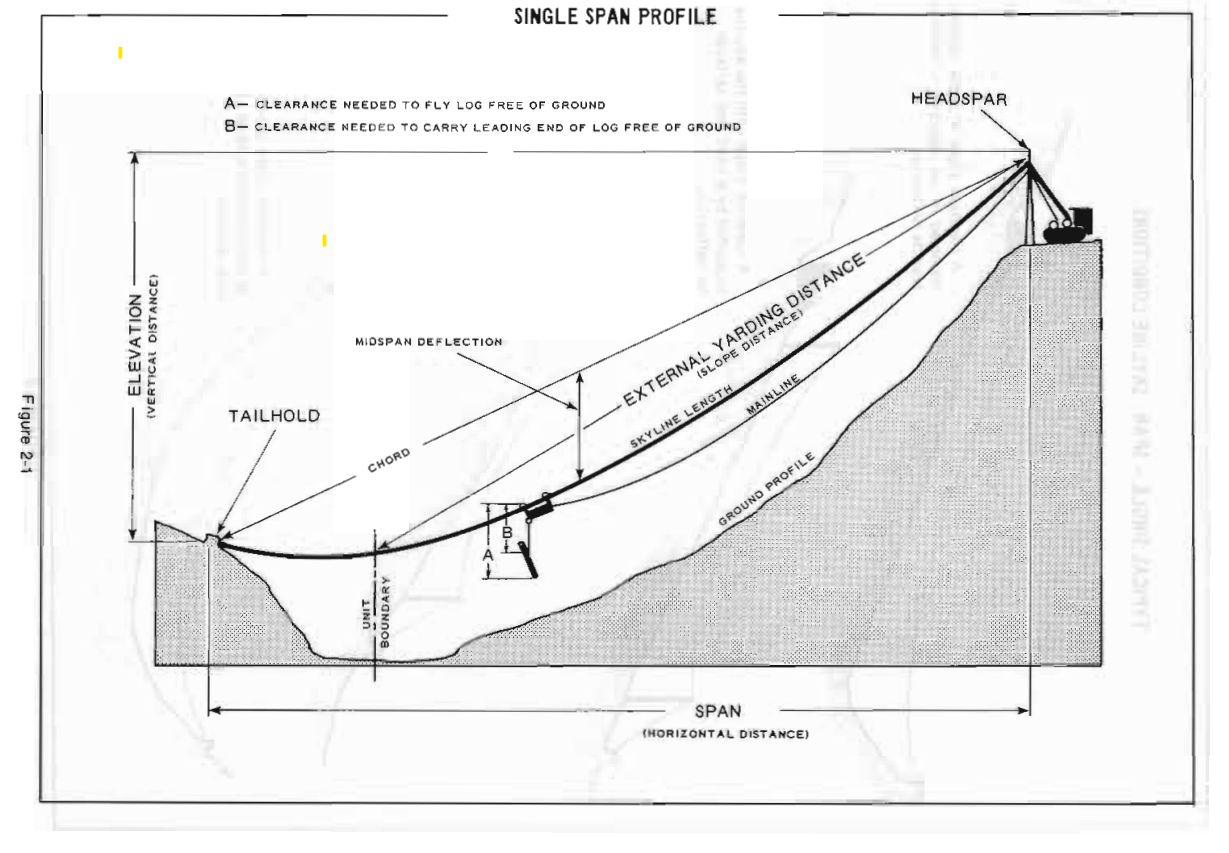 SINGLE SPAN PROFILE
A— CLEARANCE NEEDED TO FLY LOG FREE OF GROUND
B— CLEARANCE NEEDED TO CARRY LEADING END OF LOG FREE OF GROUND
HEADSPAR
ELEVATION
(VERTICAL DISTANCE)
MIDSPAN DEFLECTION
EXTERNAL YARDING DISTANCE
(SLOPE DISTANCE)
TAILHOLD
CHORD
SKYLINE LENGTH
MAINLINE
GROUND PROFILE
A
B
UNIT
BOUNDARY
SPAN
(HORIZONTAL DISTANCE)
Figure 2-1